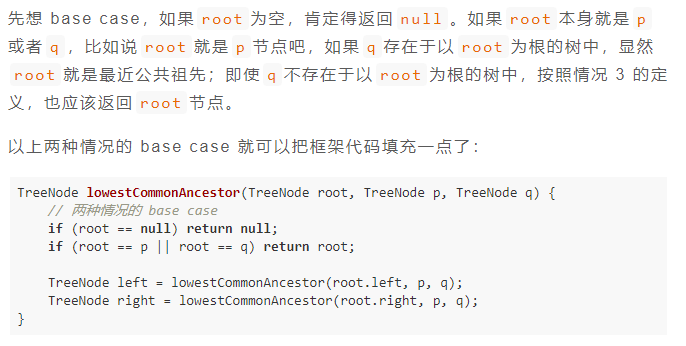 先想 base case，如果 root 为空，肯定得返回 null 。如果 root 本身就是 p
或者 q ，比如说 root 就是 p 节点吧，如果 q 存在于以 root 为根的树中，显然
root 就是最近公共祖先；即使 q 不存在于以 root 为根的树中，按照情况 3 的定
义，也应该返回 root 节点。
以上两种情况的 base case 就可以把框架代码填充一点了：
TreeNode lowestCommonAncestor(TreeNode root, TreeNode p, TreeNode q) {
    // 两种情况的 base case
    if (root == null) return null;
    if (root == p || root == q) return root;
    TreeNode left = lowestCommonAncestor(root.left, p, q);
    TreeNode right = lowestCommonAncestor(root.right, p, q);
}